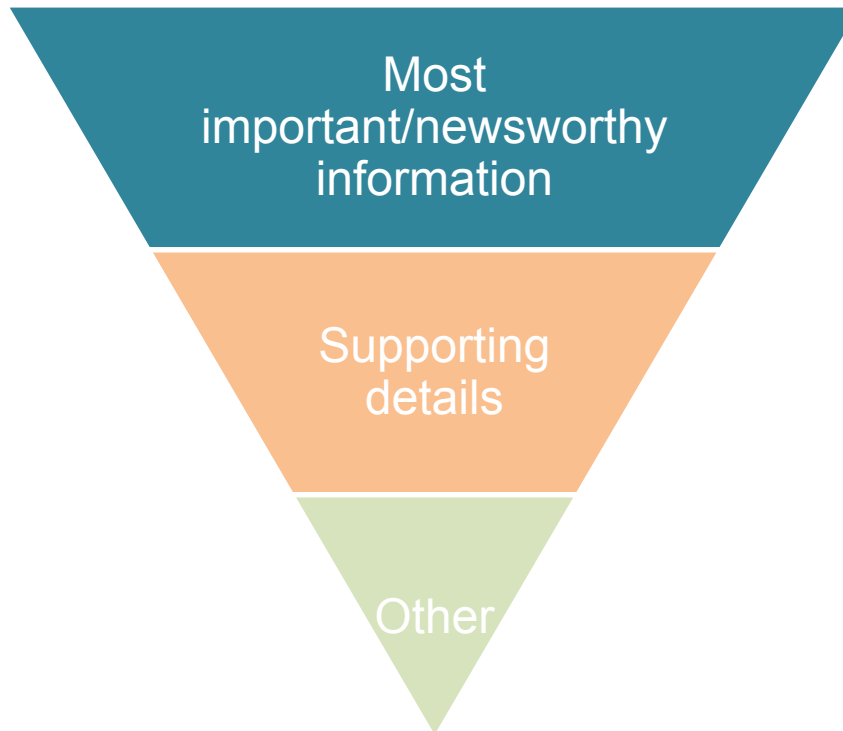 Most
important/newsworthy
information
Supporting
details
Other